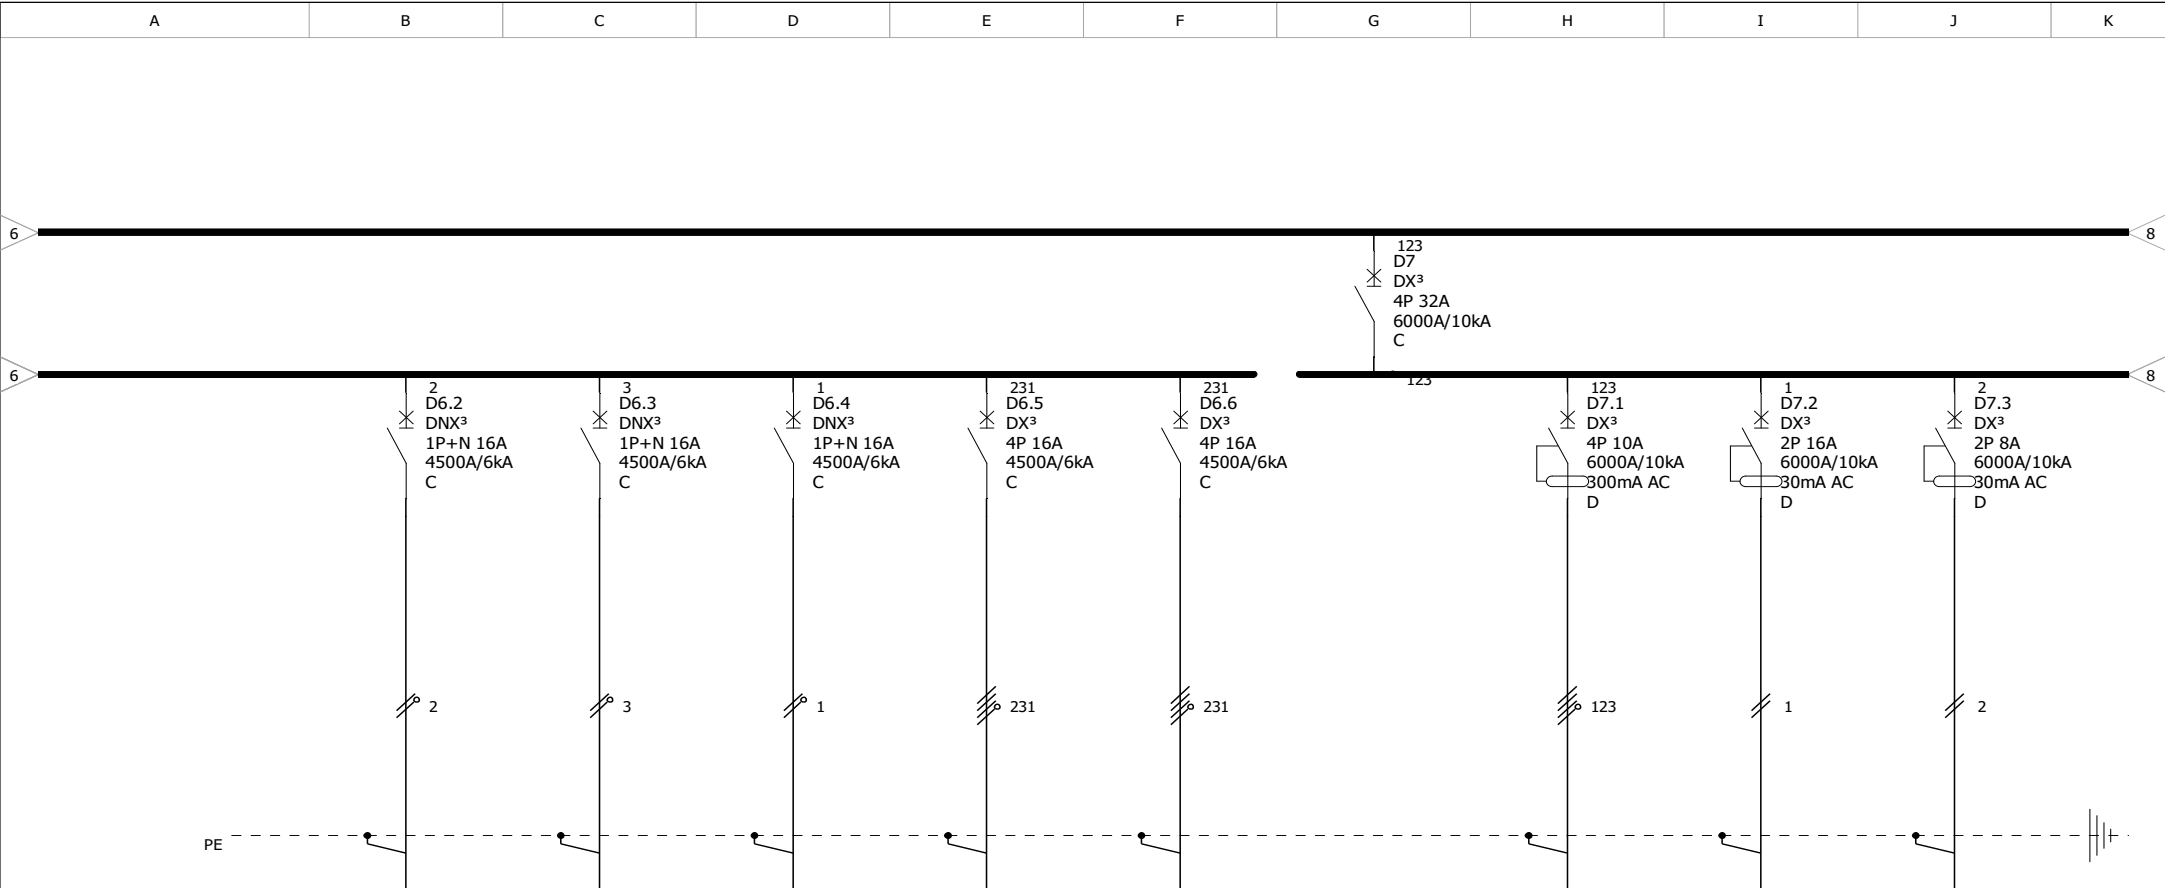 A B C D E F G H I J K
6 8
123
D7
DX³
4P 32A
6000A/10kA
C
6 8
123
2
D6.2
DNX³
1P+N 16A
4500A/6kA
C
3
D6.3
DNX³
1P+N 16A
4500A/6kA
C
1
D6.4
DNX³
1P+N 16A
4500A/6kA
C
231
D6.5
DX³
4P 16A
4500A/6kA
C
231
D6.6
DX³
4P 16A
4500A/6kA
C
123
D7.1
DX³
4P 10A
6000A/10kA
300mA AC
D
1
D7.2
DX³
2P 16A
6000A/10kA
30mA AC
D
2
D7.3
DX³
2P 8A
6000A/10kA
30mA AC
D
2 3 1 231 231 123 1 2
PE